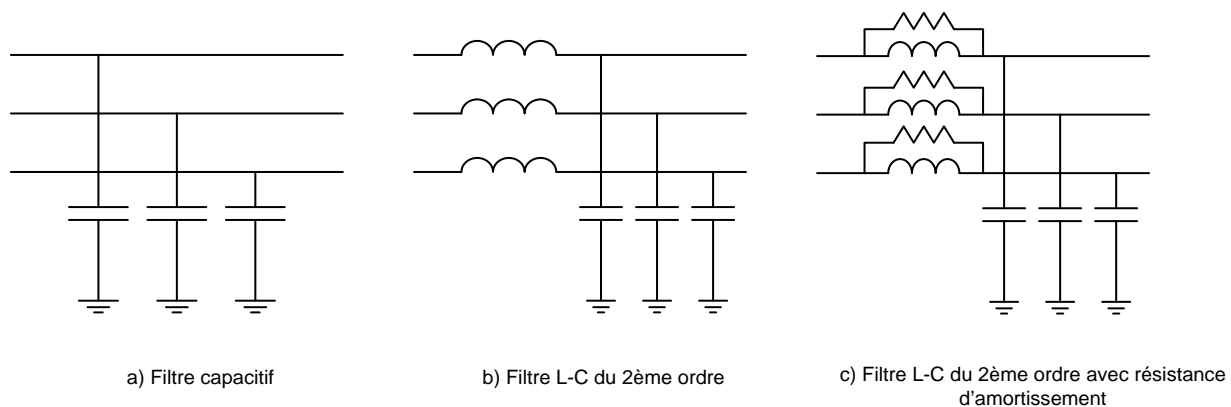 a) Filtre capacitif
b) Filtre L-C du 2ème ordre
c) Filtre L-C du 2ème ordre avec résistance
d'amortissement